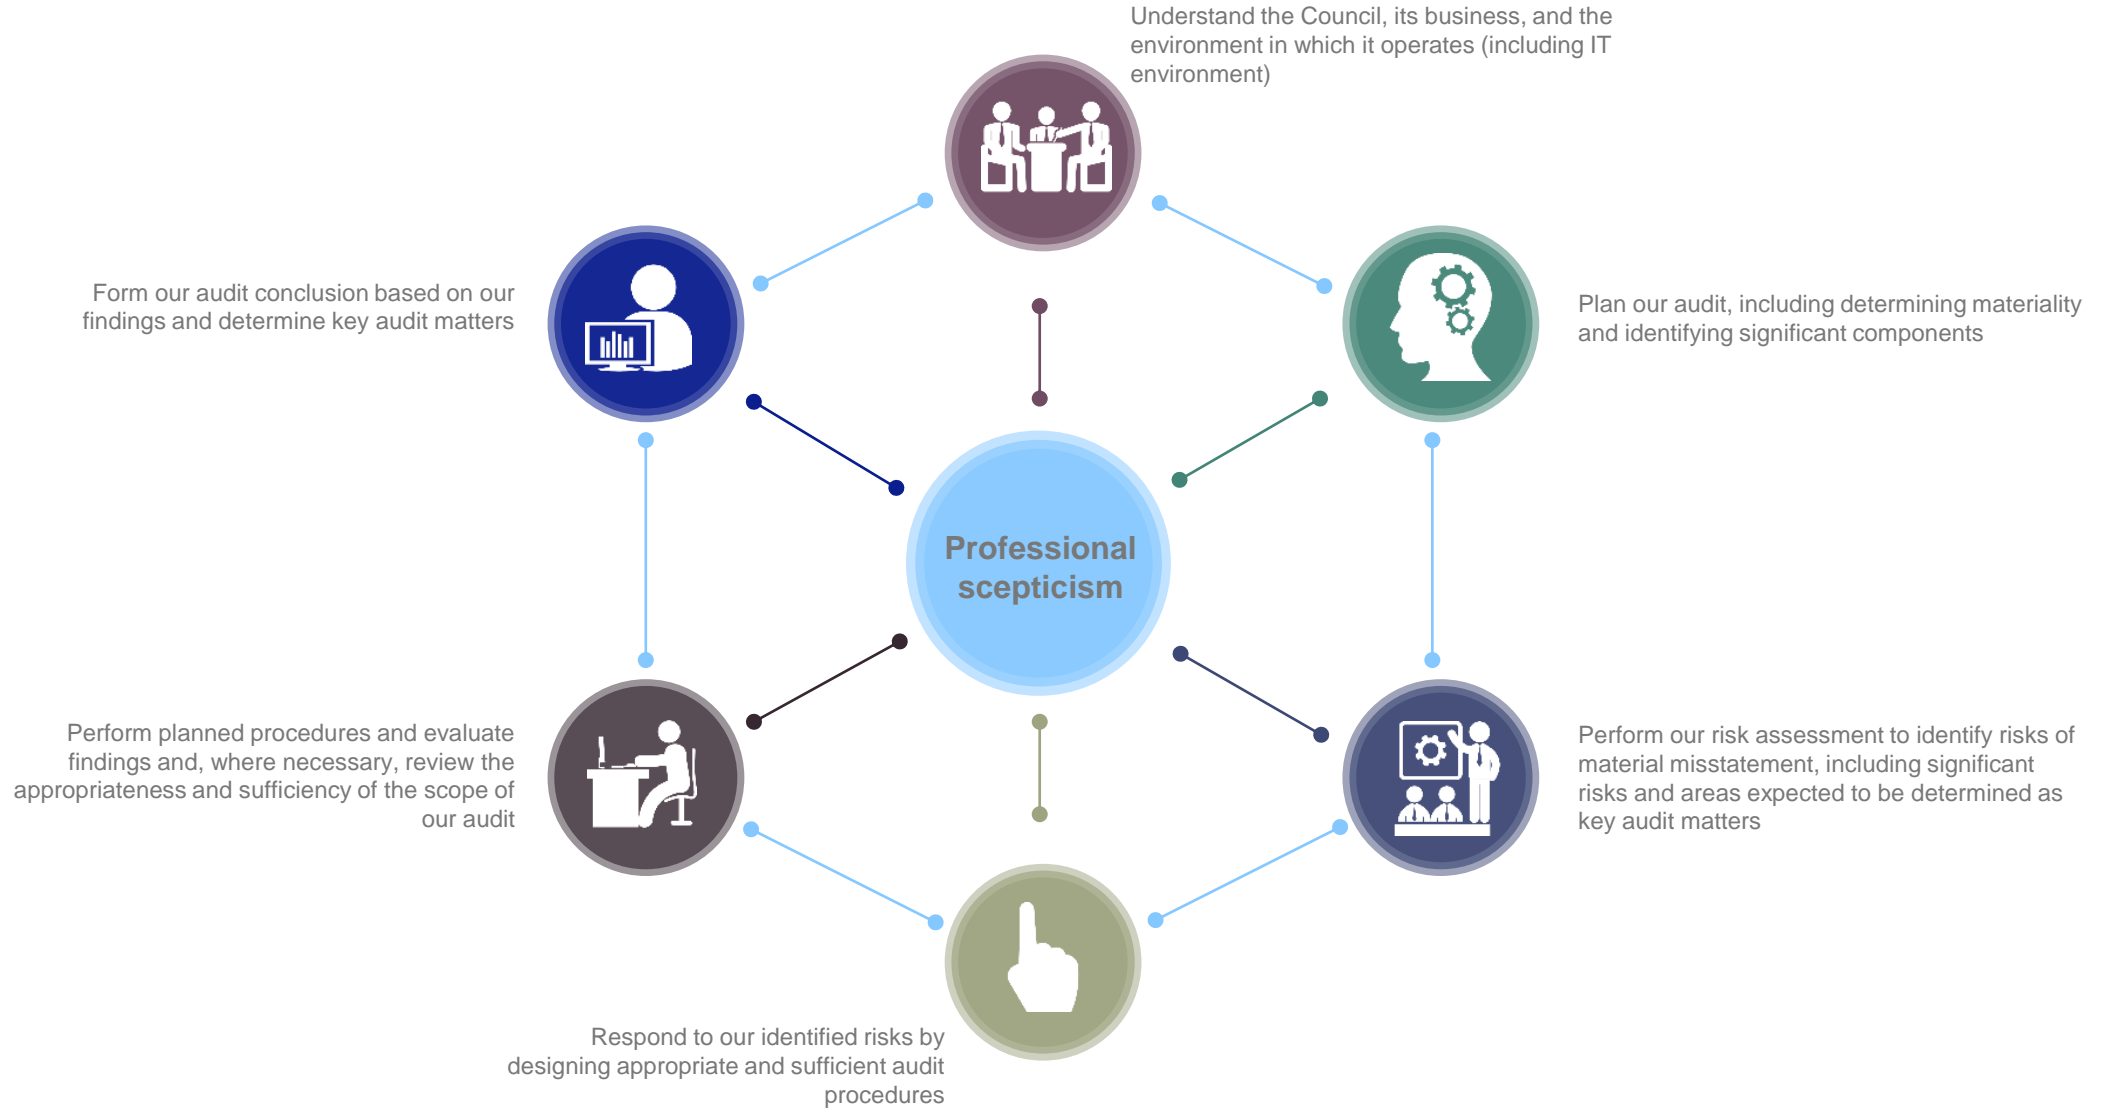 Understand the Council, its business, and the
environment in which it operates (including IT
environment)
Plan our audit, including determining materiality
and identifying significant components
Perform our risk assessment to identify risks of
material misstatement, including significant
risks and areas expected to be determined as
key audit matters
Respond to our identified risks by
designing appropriate and sufficient audit
procedures
Perform planned procedures and evaluate
findings and, where necessary, review the
appropriateness and sufficiency of the scope of
our audit
Form our audit conclusion based on our
findings and determine key audit matters
Professional
scepticism